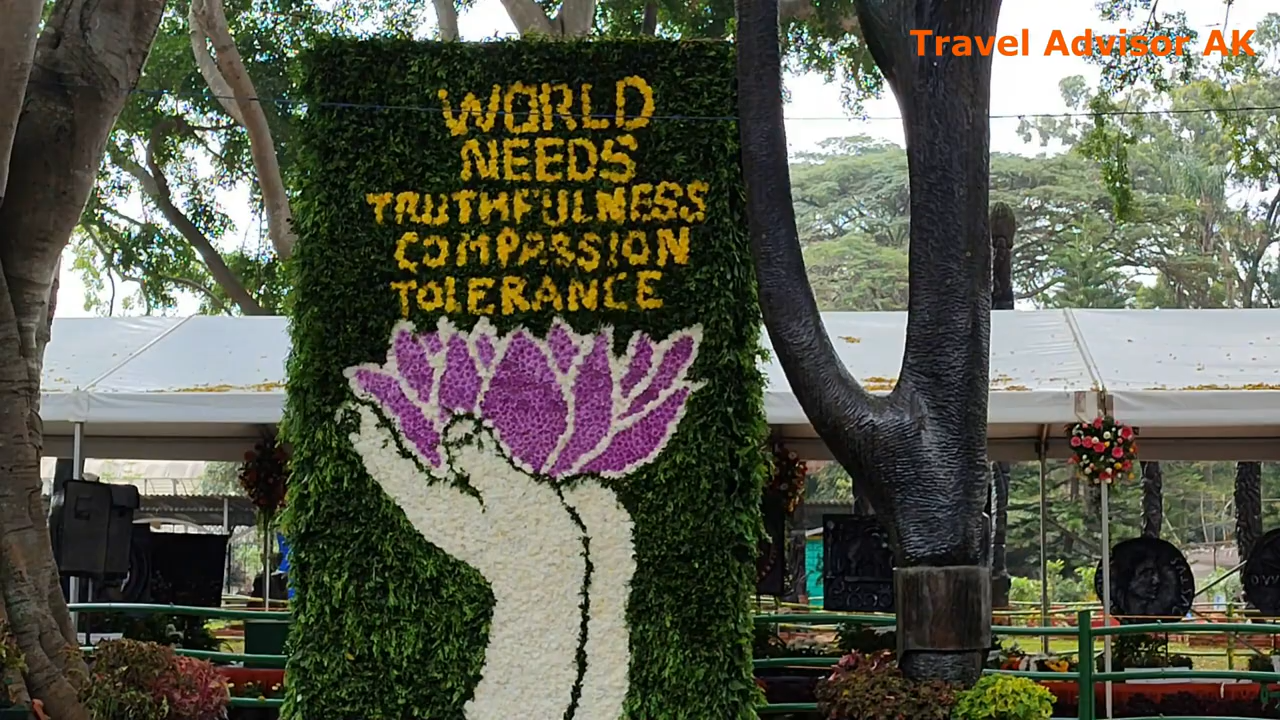 Travel Advisor AK
WORLD
NEEDS
TRUTHFULNESS
COMPASSION
TOLERANCE